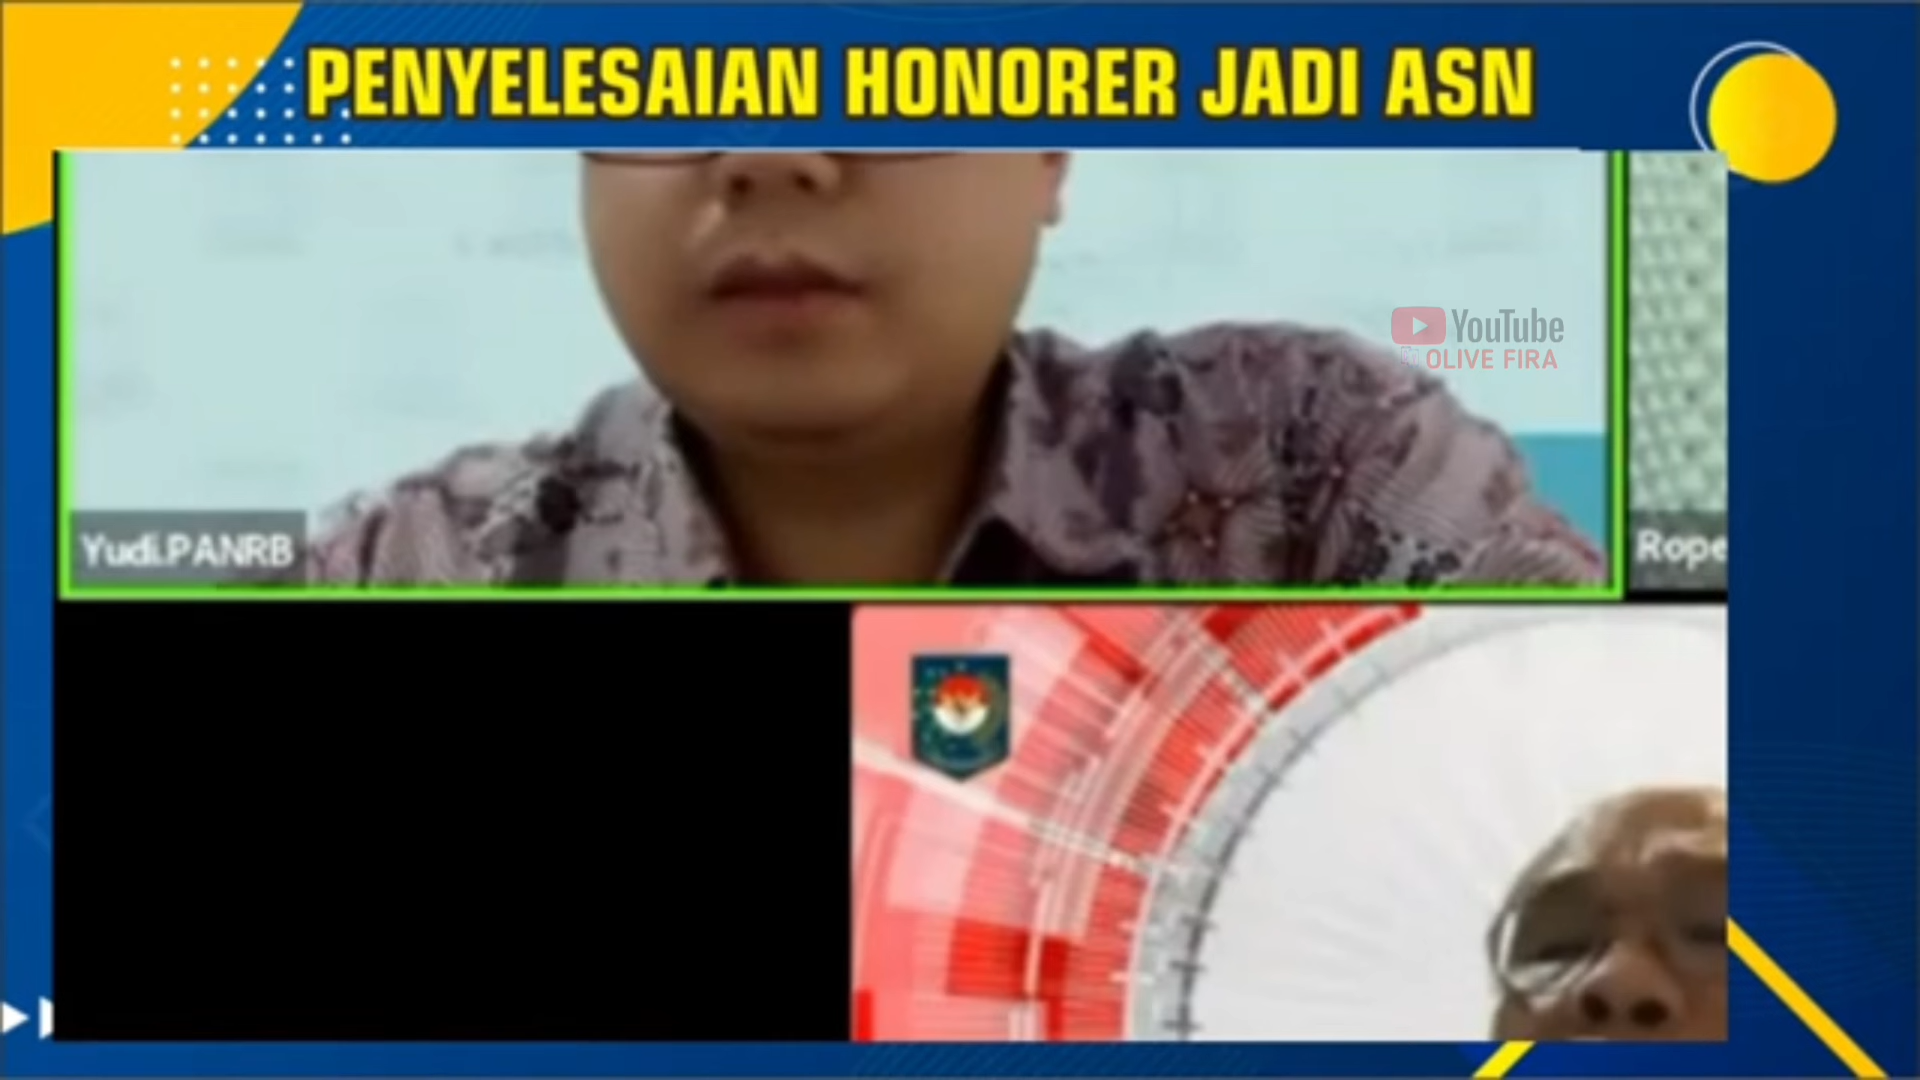 PENYELESAIAN HONORER JADI ASN
YouTube
OLIVE FIRA
Yudi.PANRB
Rope